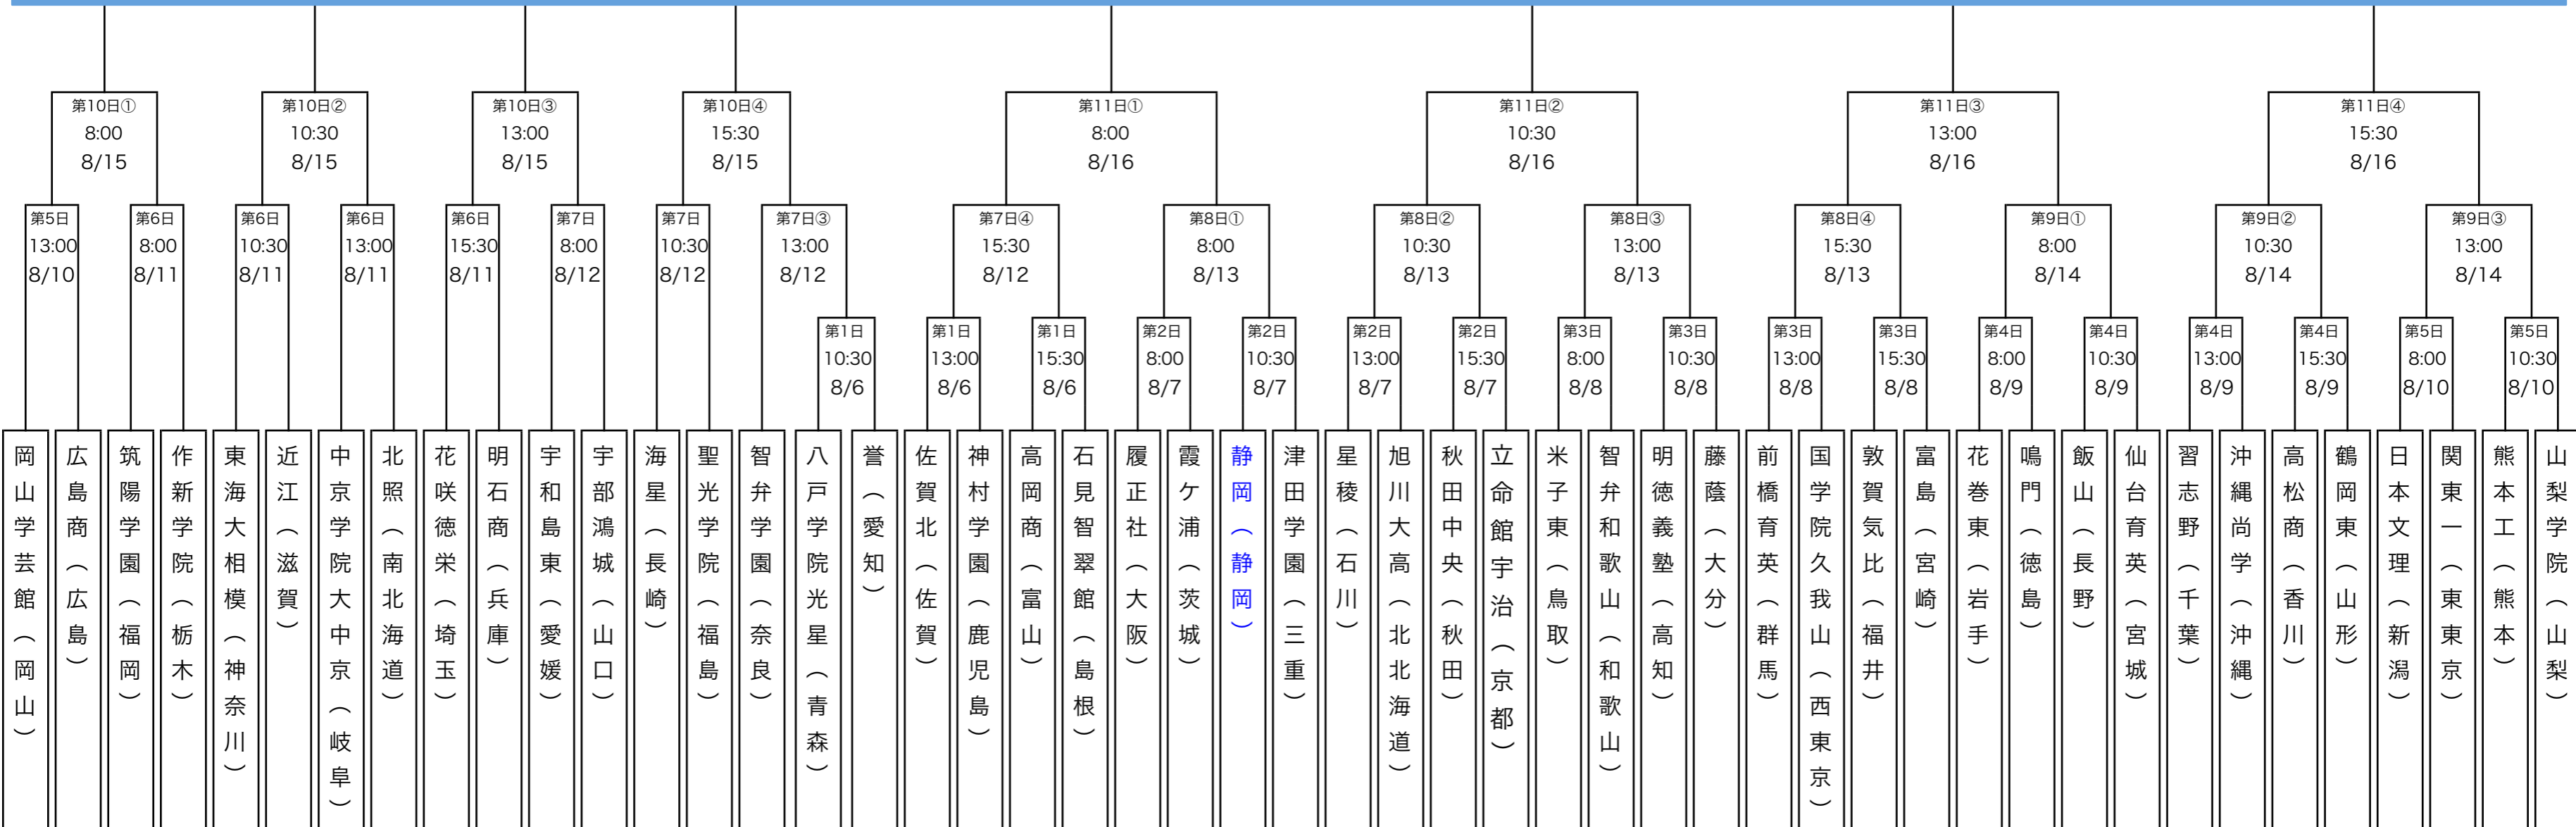 第10日①
8:00
8/15
第10日②
10:30
8/15
第10日③
13:00
8/15
第10日④
15:30
8/15
第11日①
8:00
8/16
第11日②
10:30
8/16
第11日③
13:00
8/16
第11日④
15:30
8/16
第5日
13:00
8/10
第6日
8:00
8/11
第6日
10:30
8/11
第6日
13:00
8/11
第6日
15:30
8/11
第7日
8:00
8/12
第7日
10:30
8/12
第7日③
13:00
8/12
第7日④
15:30
8/12
第8日①
8:00
8/13
第8日②
10:30
8/13
第8日③
13:00
8/13
第8日④
15:30
8/13
第9日①
8:00
8/14
第9日②
10:30
8/14
第9日③
13:00
8/14
第1日
10:30
8/6
第1日
13:00
8/6
第1日
15:30
8/6
第2日
8:00
8/7
第2日
10:30
8/7
第2日
13:00
8/7
第2日
15:30
8/7
第3日
8:00
8/8
第3日
10:30
8/8
第3日
13:00
8/8
第3日
15:30
8/8
第4日
8:00
8/9
第4日
10:30
8/9
第4日
13:00
8/9
第4日
15:30
8/9
第5日
8:00
8/10
第5日
10:30
8/10
岡山学芸館（岡山）
広島商（広島）
筑陽学園（福岡）
作新学院（栃木）
東海大相模（神奈川）
近江（滋賀）
中京学院大中京（岐阜）
北照（南北海道）
花咲徳栄（埼玉）
明石商（兵庫）
宇和島東（愛媛）
宇部鴻城（山口）
海星（長崎）
聖光学院（福島）
智弁学園（奈良）
八戸学院光星（青森）
誉（愛知）
佐賀北（佐賀）
神村学園（鹿児島）
高岡商（富山）
石見智翠館（島根）
履正社（大阪）
霞ケ浦（茨城）
静岡（静岡）
津田学園（三重）
星稜（石川）
旭川大高（北北海道）
秋田中央（秋田）
立命館宇治（京都）
米子東（鳥取）
智弁和歌山（和歌山）
明徳義塾（高知）
藤蔭（大分）
前橋育英（群馬）
国学院久我山（西東京）
敦賀気比（福井）
富島（宮崎）
花巻東（岩手）
鳴門（徳島）
飯山（長野）
仙台育英（宮城）
習志野（千葉）
沖縄尚学（沖縄）
高松商（香川）
鶴岡東（山形）
日本文理（新潟）
関東一（東東京）
熊本工（熊本）
山梨学院（山梨）